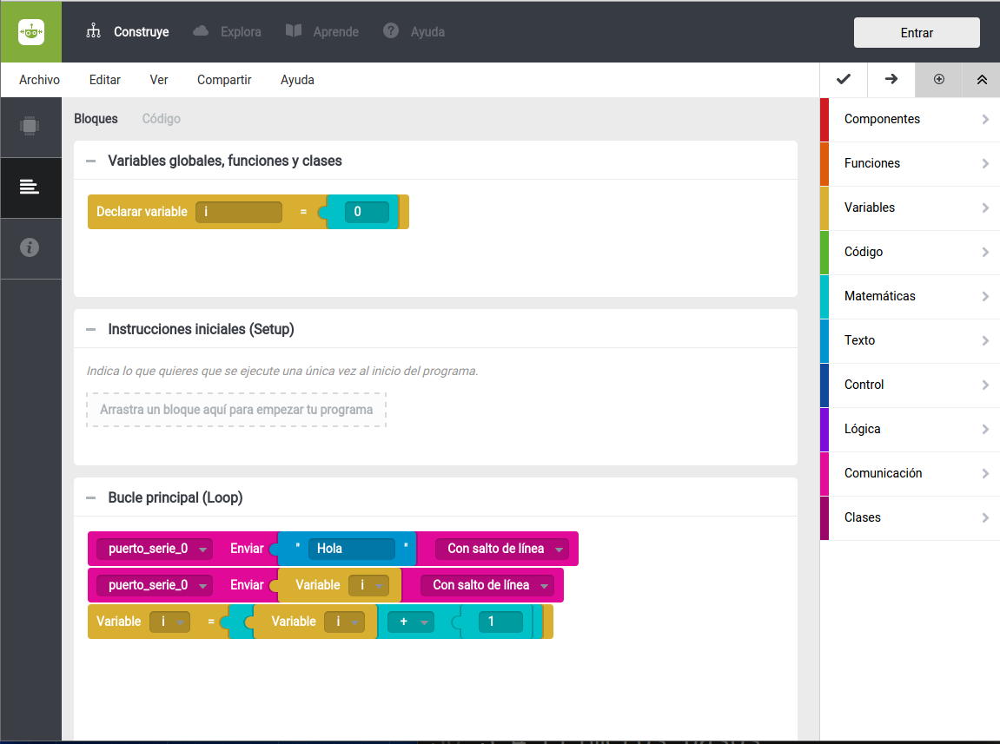 Construye Explora Aprende Ayuda Entrar
Archivo Editar Ver Compartir Ayuda
Bloques Código
Variables globales, funciones y clases
Declarar variable i = 0
Instrucciones iniciales (Setup)
Indica lo que quieres que se ejecute una única vez al inicio del programa.
Arrastra un bloque aquí para empezar tu programa
Bucle principal (Loop)
puerto_serie_0 Enviar " Hola " Con salto de línea
puerto_serie_0 Enviar Variable i Con salto de línea
Variable i = Variable i + 1
Componentes
Funciones
Variables
Código
Matemáticas
Texto
Control
Lógica
Comunicación
Clases